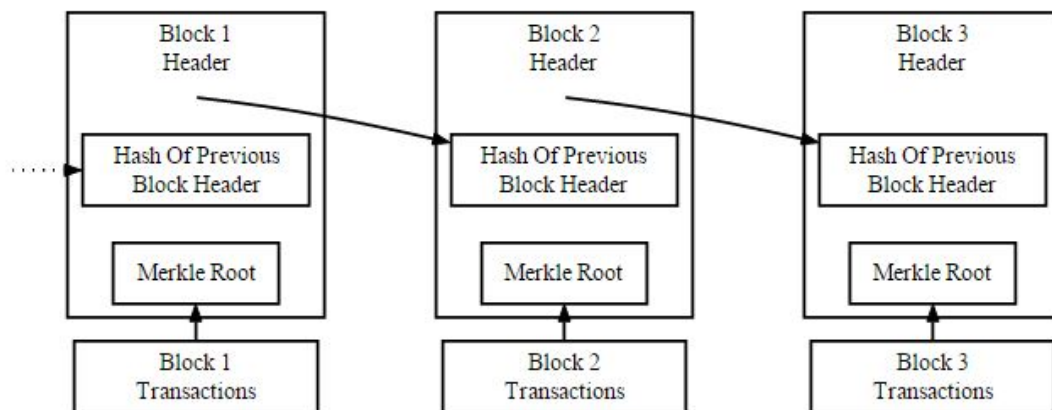 Block 1
Header
Hash Of Previous
Block Header
Merkle Root
Block 1
Transactions
Block 2
Header
Hash Of Previous
Block Header
Merkle Root
Block 2
Transactions
Block 3
Header
Hash Of Previous
Block Header
Merkle Root
Block 3
Transactions